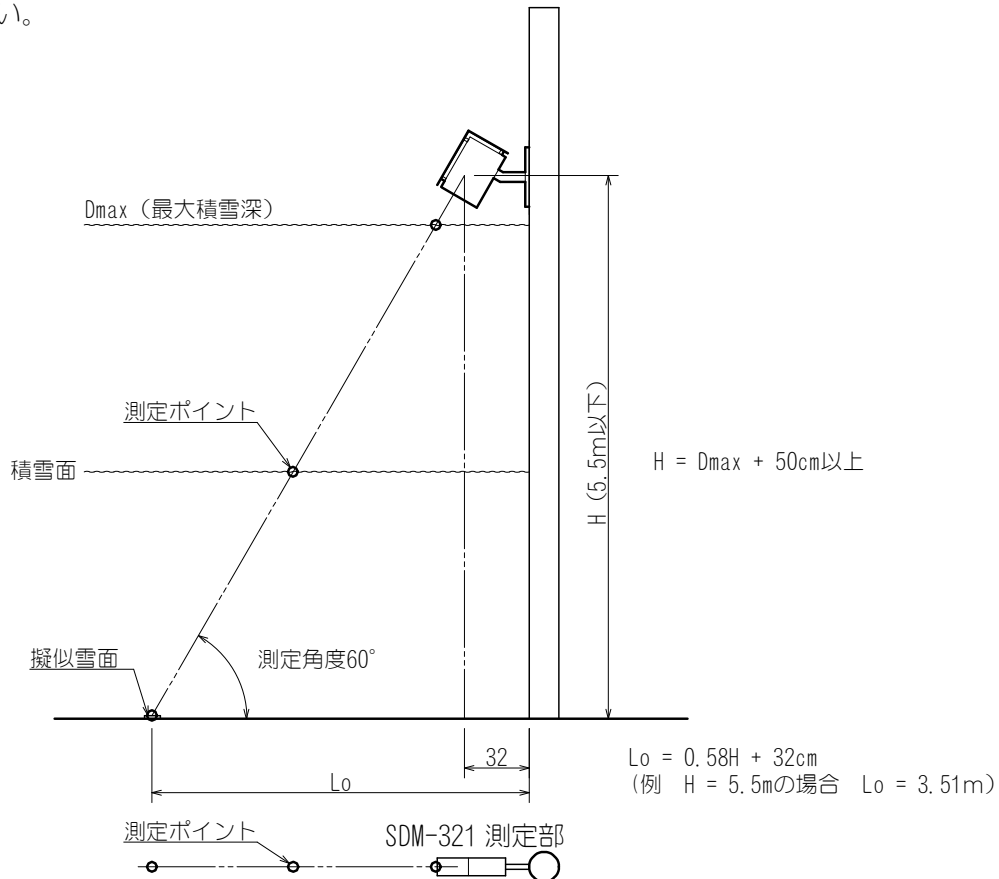 い。
Dmax（最大積雪深）
測定ポイント
積雪面
H（5.5m以下）
H = Dmax + 50cm以上
擬似雪面
測定角度60°
32
Lo
Lo = 0.58H + 32cm
（例　H = 5.5mの場合　Lo = 3.51m）
測定ポイント
SDM-321 測定部